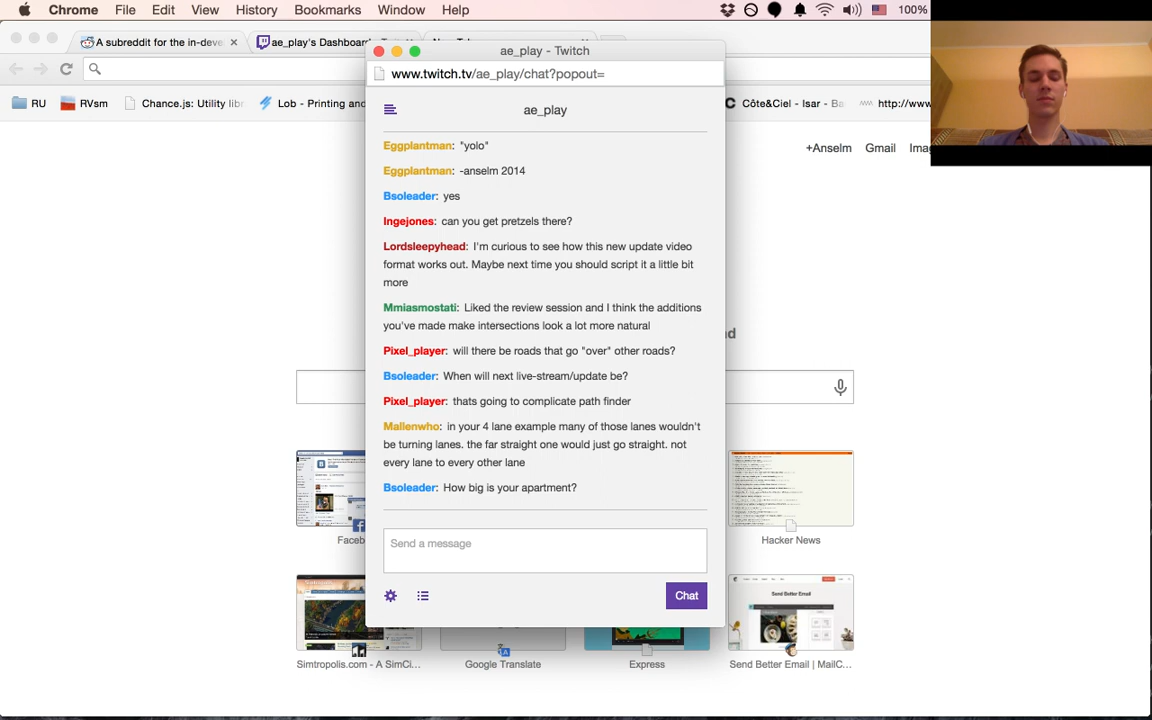 Chrome File Edit View History Bookmarks Window Help 100%
A subreddit for the in-deve
ae_play's Dashboard
ae_play - Twitch
www.twitch.tv/ae_play/chat?popout=
RU RVsm Chance.js: Utility libr Lob - Printing and Côte&Ciel - Isar - Ba http://www
ae_play
+Anselm Gmail Imag
Eggplantman: "yolo"
Eggplantman: -anselm 2014
Bsoleader: yes
Ingejones: can you get pretzels there?
Lordsleepyhead: I'm curious to see how this new update video
format works out. Maybe next time you should script it a little bit
more
Mmiasmostati: Liked the review session and I think the additions
you've made make intersections look a lot more natural
Pixel_player: will there be roads that go "over" other roads?
Bsoleader: When will next live-stream/update be?
Pixel_player: thats going to complicate path finder
Mallenwho: in your 4 lane example many of those lanes wouldn't
be turning lanes. the far straight one would just go straight. not
every lane to every other lane
Bsoleader: How big is your apartment?
Send a message
Chat
Faceb
Hacker News
Send Better Email
Simtropolis.com - A SimCi...
Google Translate
Express
Send Better Email | MailC...